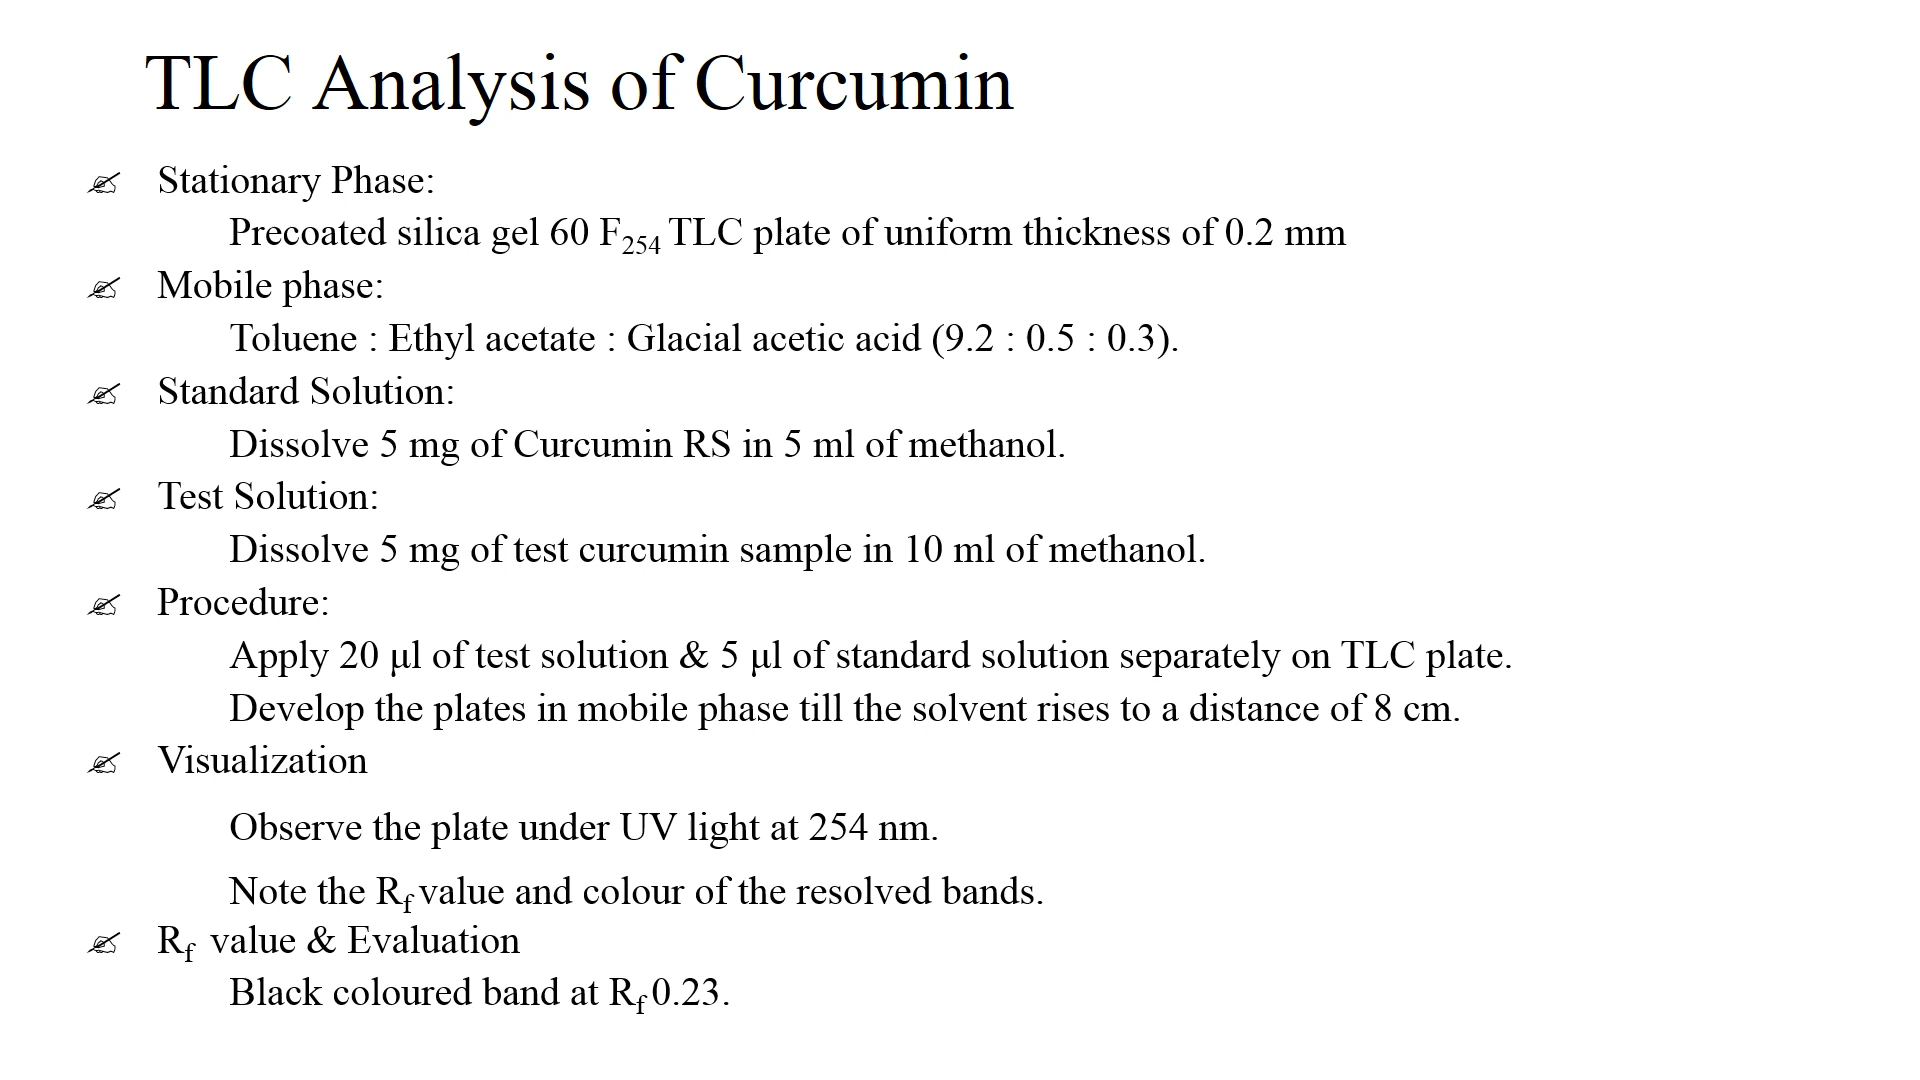 TLC Analysis of Curcumin
Stationary Phase:
Precoated silica gel 60 F254 TLC plate of uniform thickness of 0.2 mm
Mobile phase:
Toluene : Ethyl acetate : Glacial acetic acid (9.2 : 0.5 : 0.3).
Standard Solution:
Dissolve 5 mg of Curcumin RS in 5 ml of methanol.
Test Solution:
Dissolve 5 mg of test curcumin sample in 10 ml of methanol.
Procedure:
Apply 20 μl of test solution & 5 μl of standard solution separately on TLC plate.
Develop the plates in mobile phase till the solvent rises to a distance of 8 cm.
Visualization
Observe the plate under UV light at 254 nm.
Note the Rf value and colour of the resolved bands.
Rf value & Evaluation
Black coloured band at Rf 0.23.